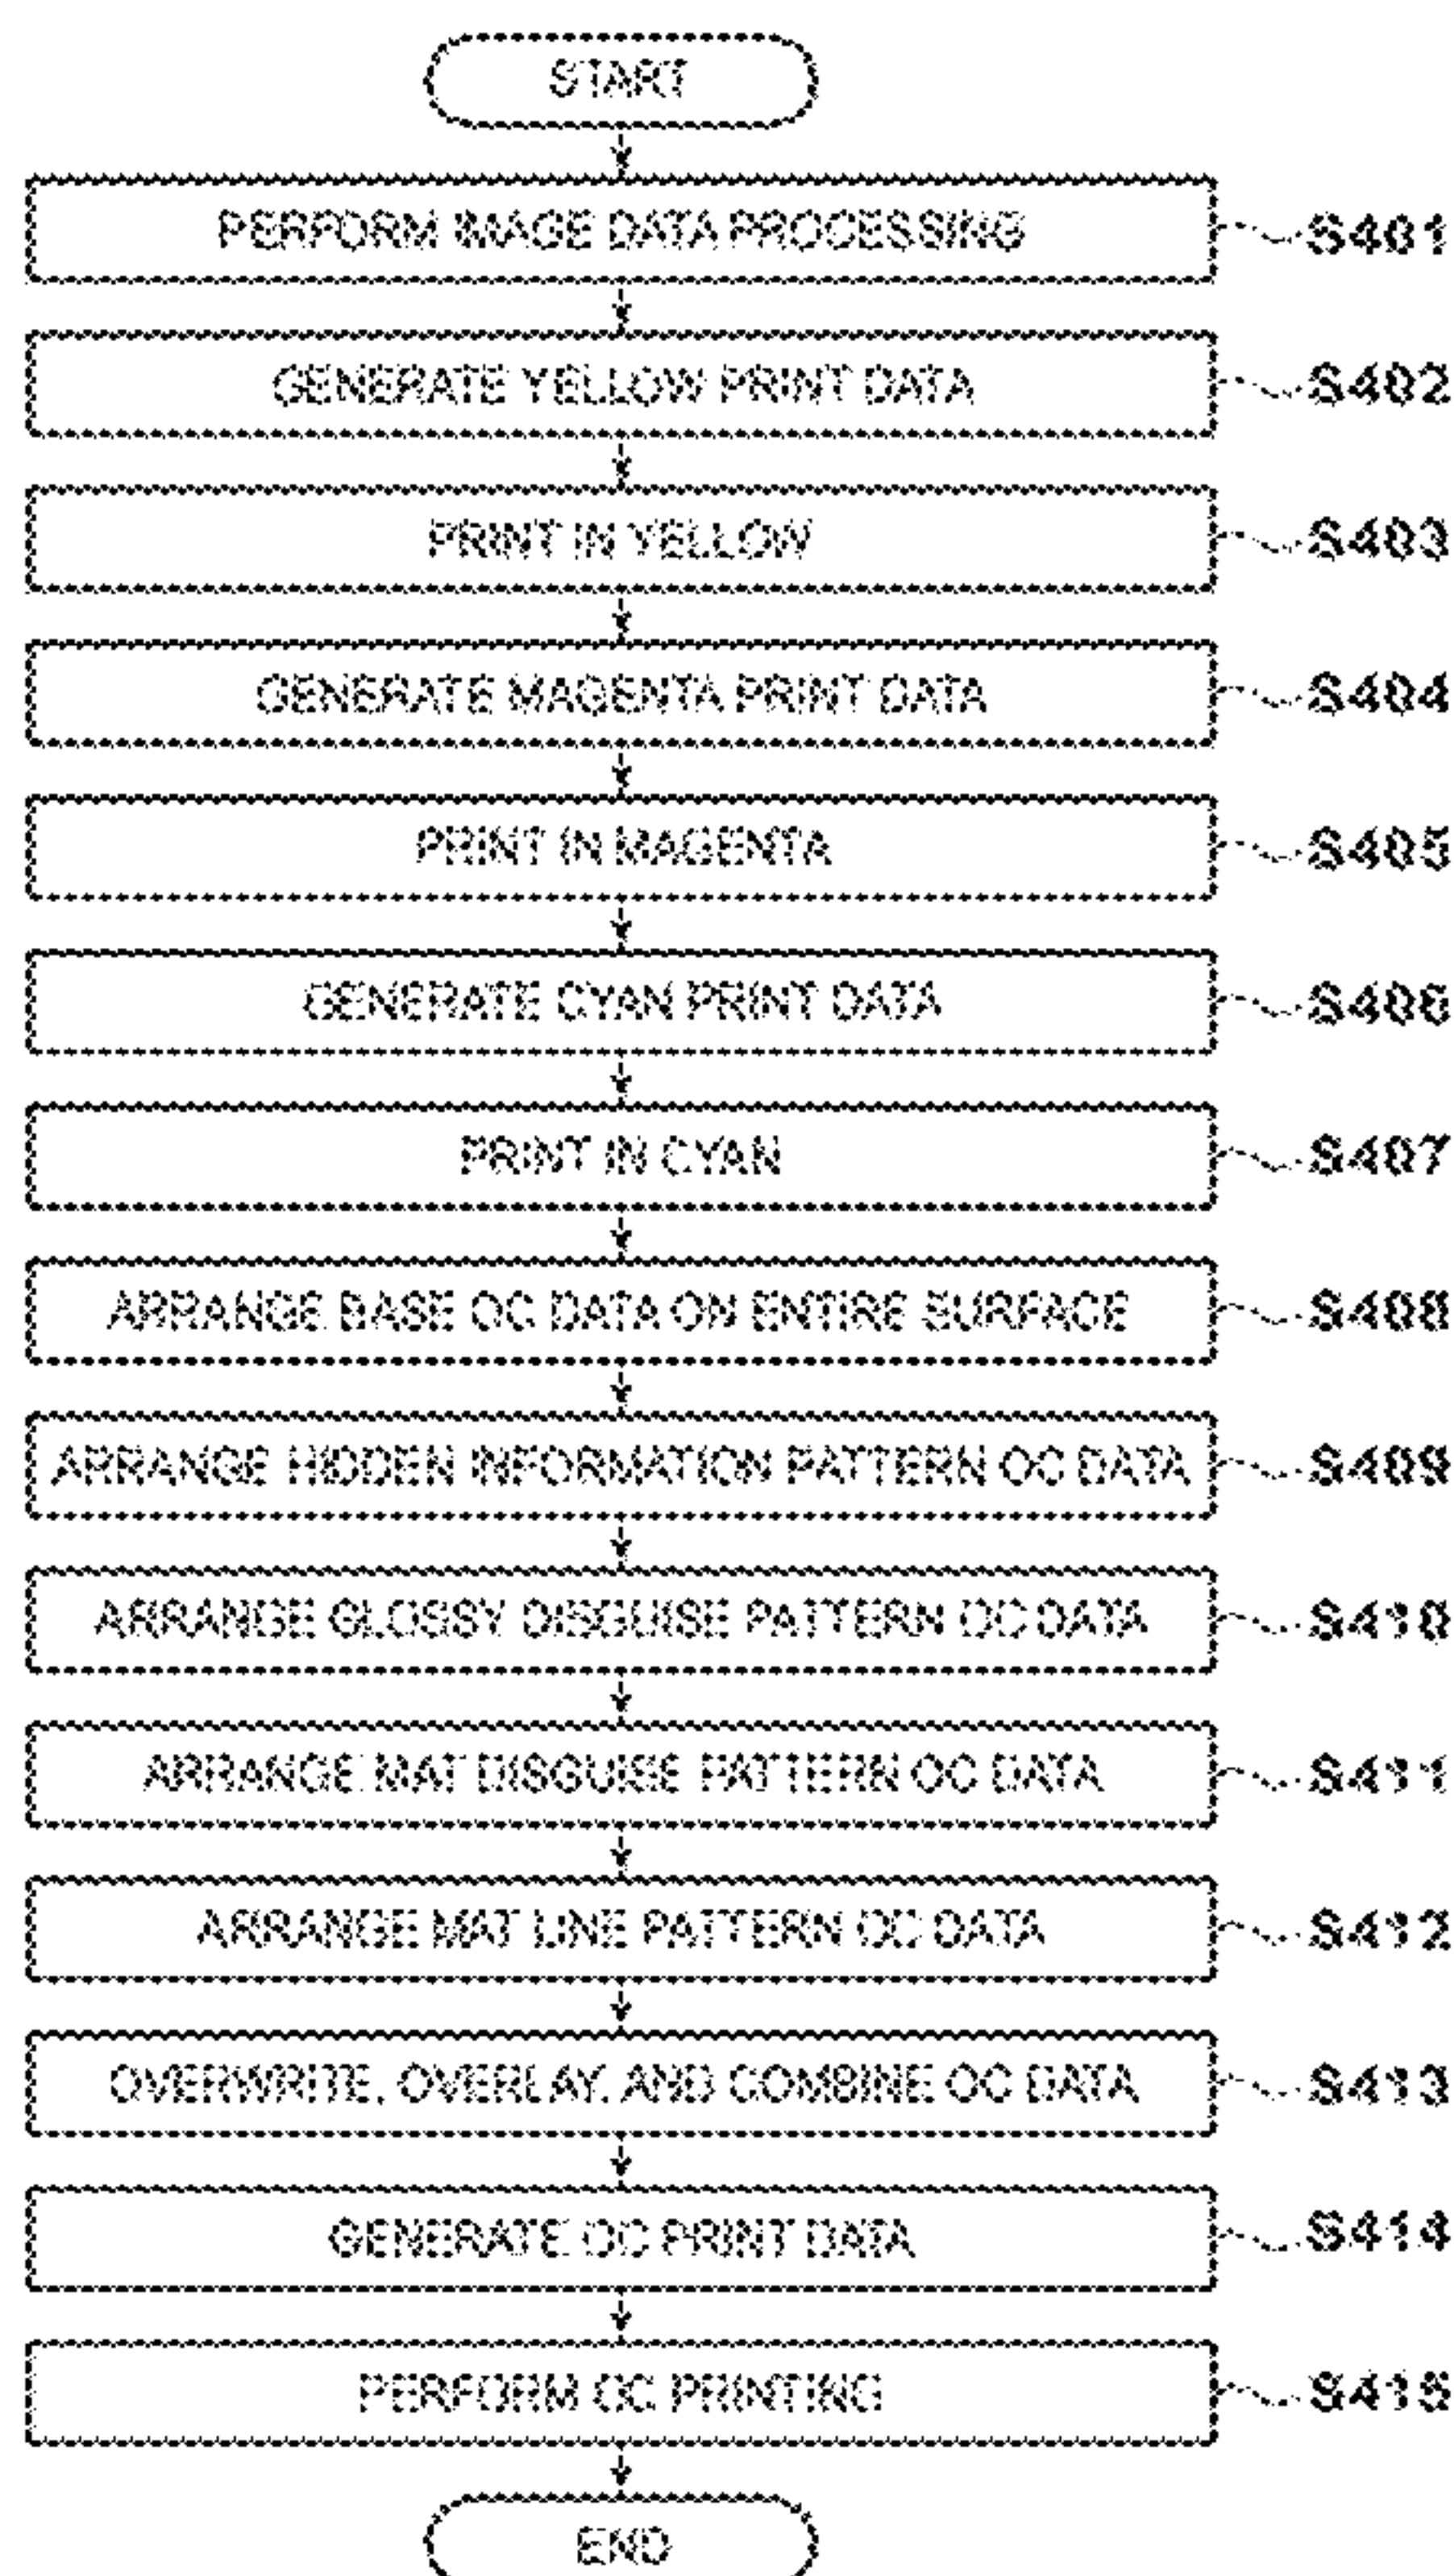 START
PERFORM IMAGE DATA PROCESSING
S401
GENERATE YELLOW PRINT DATA
S402
PRINT IN YELLOW
S403
GENERATE MAGENTA PRINT DATA
S404
PRINT IN MAGENTA
S405
GENERATE CYAN PRINT DATA
S406
PRINT IN CYAN
S407
ARRANGE BASE OC DATA ON ENTIRE SURFACE
S408
ARRANGE HIDDEN INFORMATION PATTERN OC DATA
S409
ARRANGE GLOSSY DISGUISE PATTERN OC DATA
S410
ARRANGE MAT DISGUISE PATTERN OC DATA
S411
ARRANGE MAT LINE PATTERN OC DATA
S412
OVERWRITE, OVERLAY, AND COMBINE OC DATA
S413
GENERATE OC PRINT DATA
S414
PERFORM OC PRINTING
S415
END